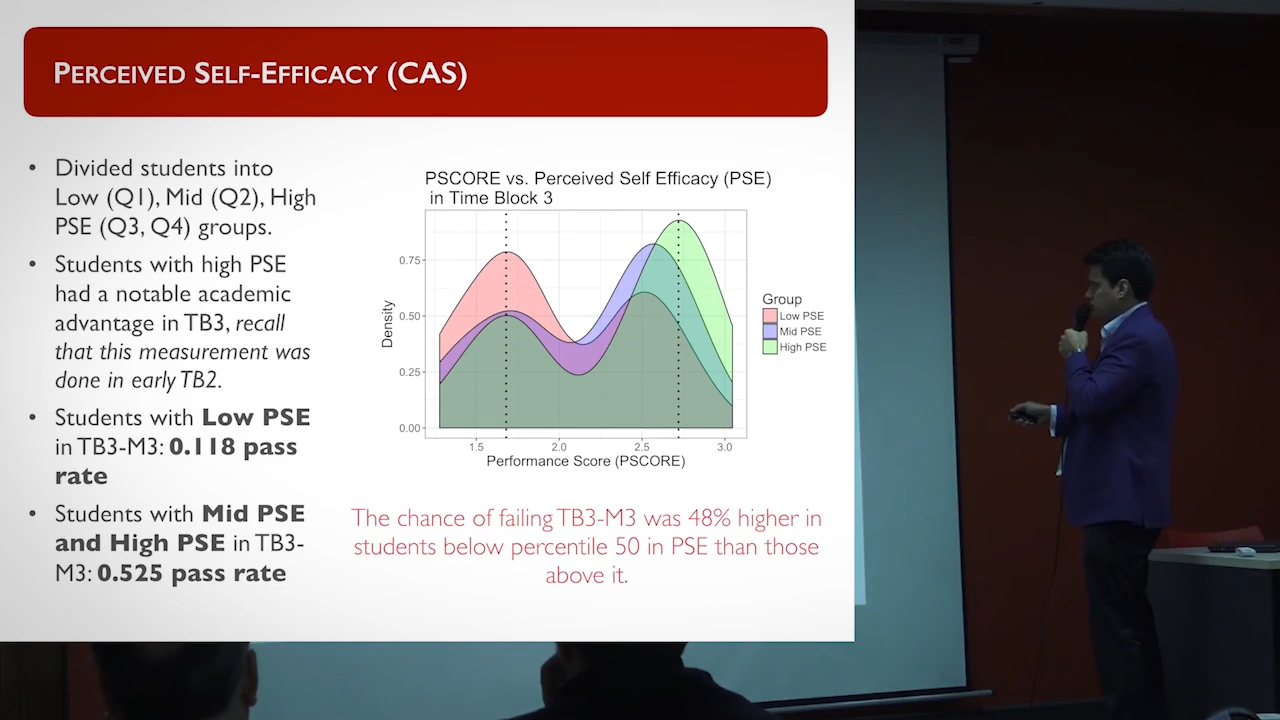 PERCEIVED SELF-EFFICACY (CAS)
• Divided students into
Low (Q1), Mid (Q2), High
PSE (Q3, Q4) groups.
• Students with high PSE
had a notable academic
advantage in TB3, recall
that this measurement was
done in early TB2.
• Students with Low PSE
in TB3-M3: 0.118 pass
rate
• Students with Mid PSE
and High PSE in TB3-
M3: 0.525 pass rate
PSCORE vs. Perceived Self Efficacy (PSE)
in Time Block 3
Density
0.75
0.50
0.25
0.00
1.5 2.0 2.5 3.0
Performance Score (PSCORE)
Group
Low PSE
Mid PSE
High PSE
The chance of failing TB3-M3 was 48% higher in
students below percentile 50 in PSE than those
above it.